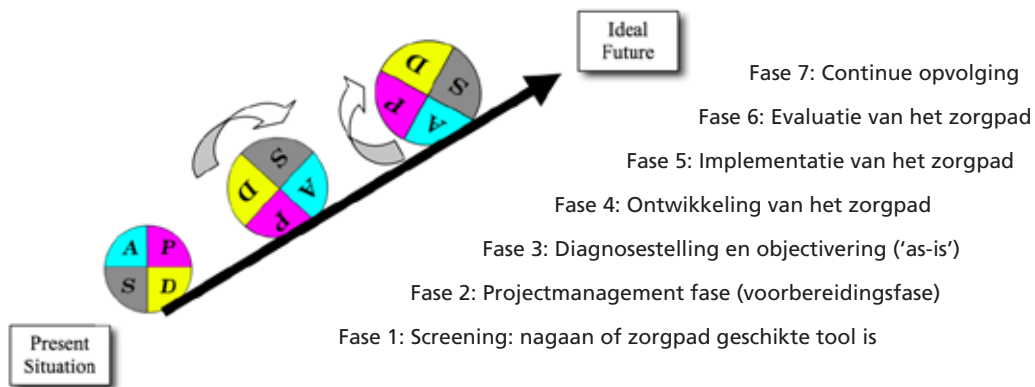 Ideal
Future
Fase 7: Continue opvolging
Fase 6: Evaluatie van het zorgpad
Fase 5: Implementatie van het zorgpad
Fase 4: Ontwikkeling van het zorgpad
Fase 3: Diagnosestelling en objectivering (‘as-is’)
Fase 2: Projectmanagement fase (voorbereidingsfase)
Fase 1: Screening: nagaan of zorgpad geschikte tool is
D
S
P
A
S
D
A
P
A P
S D
Present
Situation